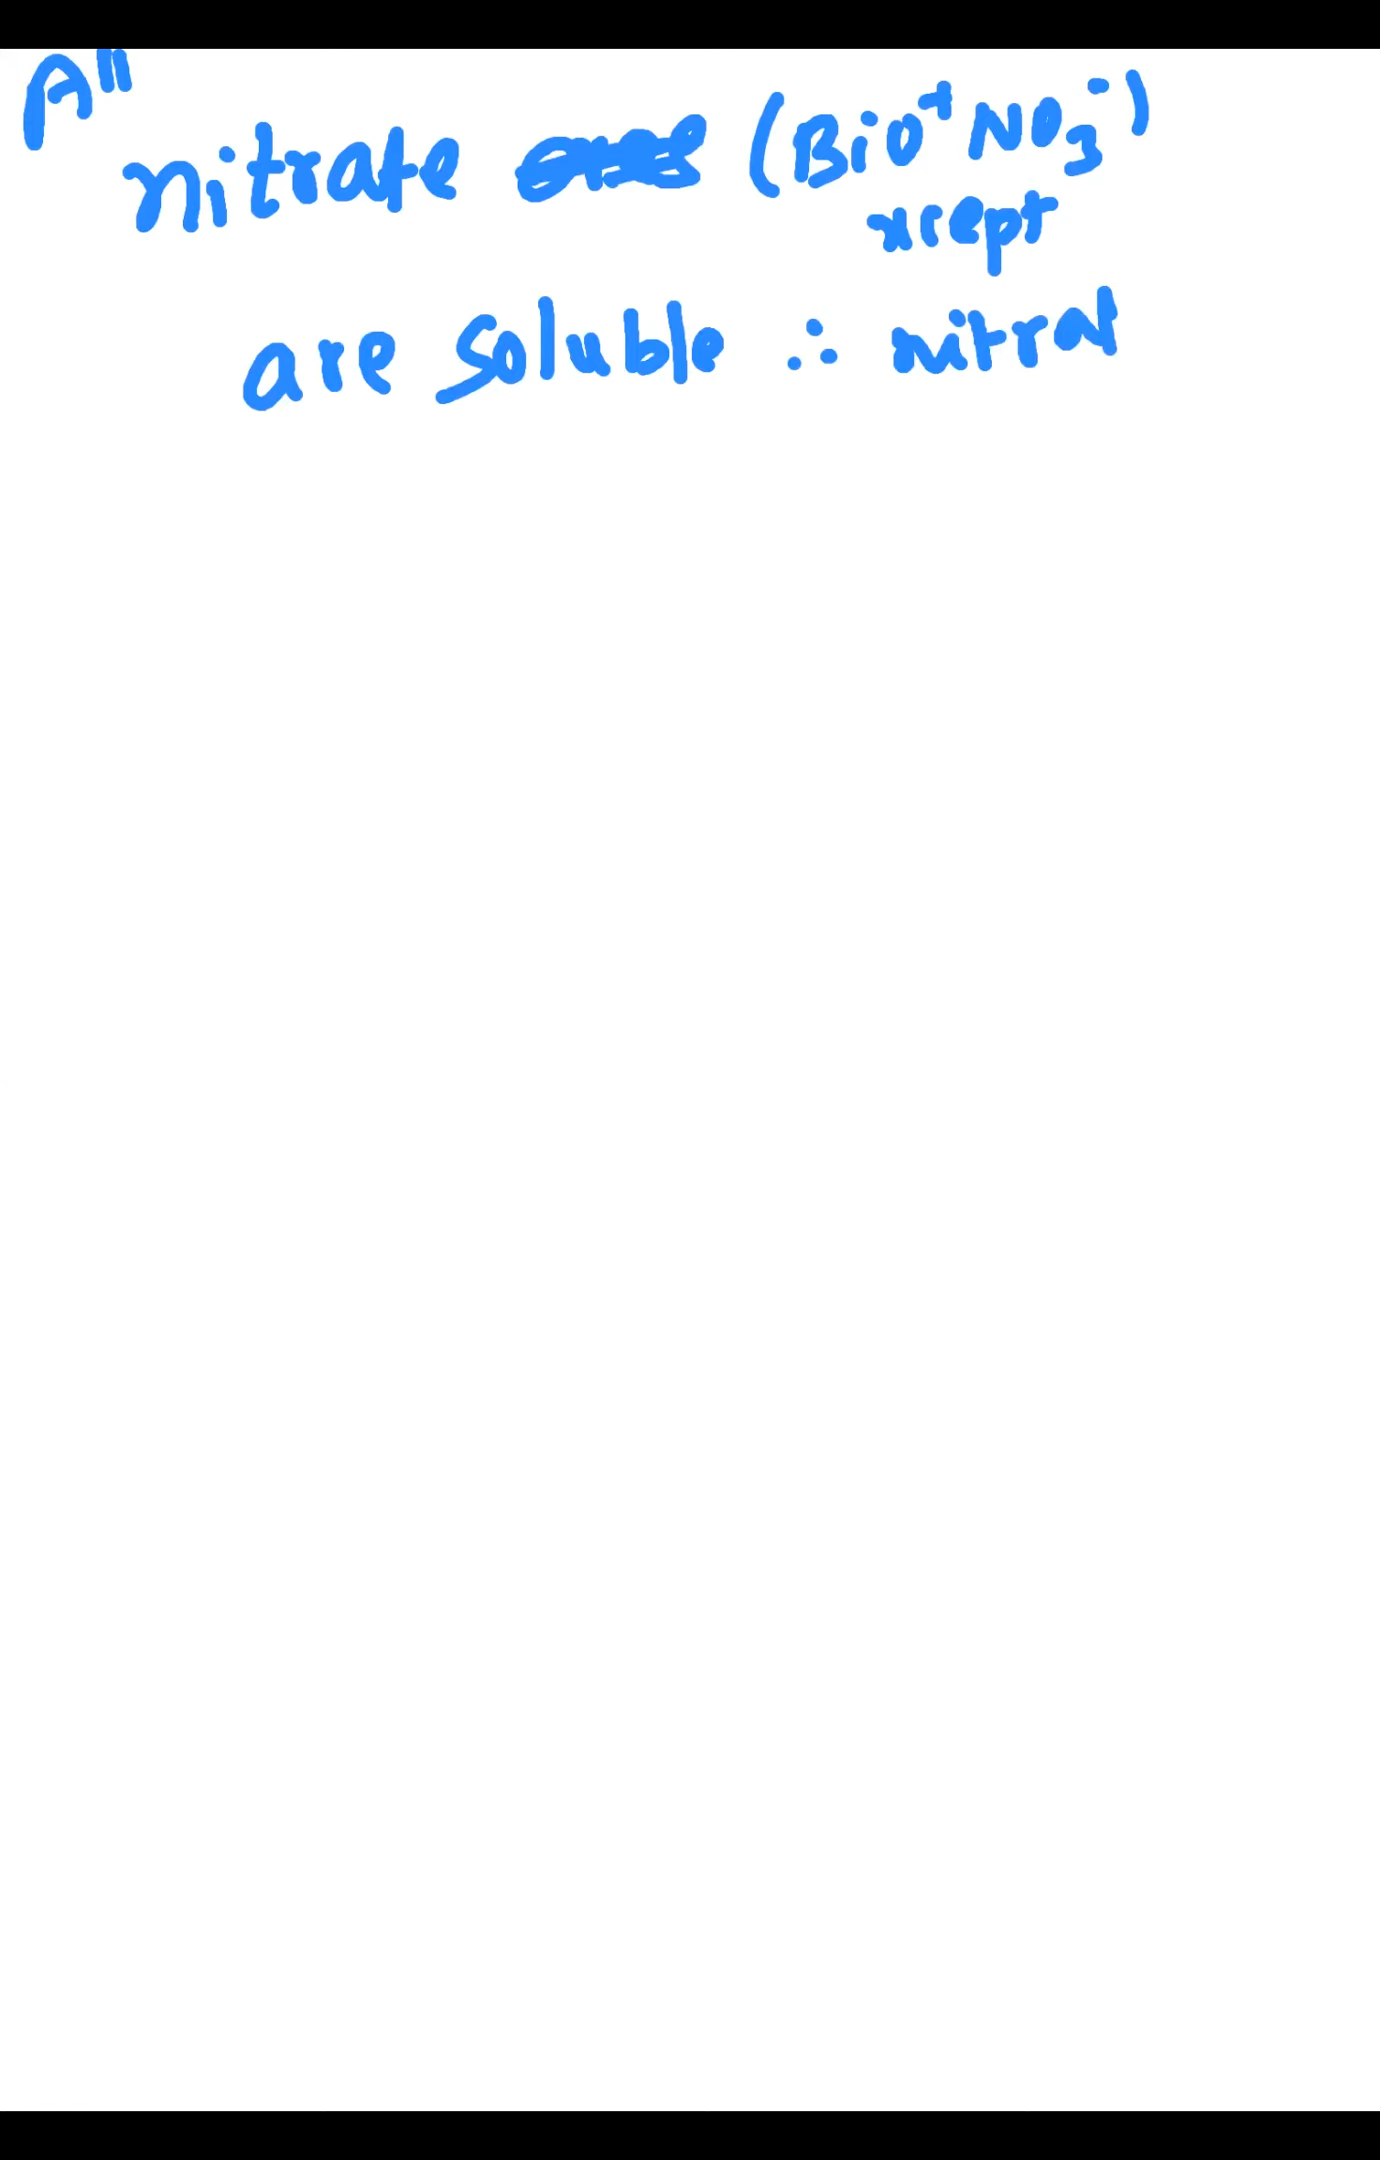 All
nitrate (BiO⁺NO₃⁻)
xcept
are soluble ∴ nitrat